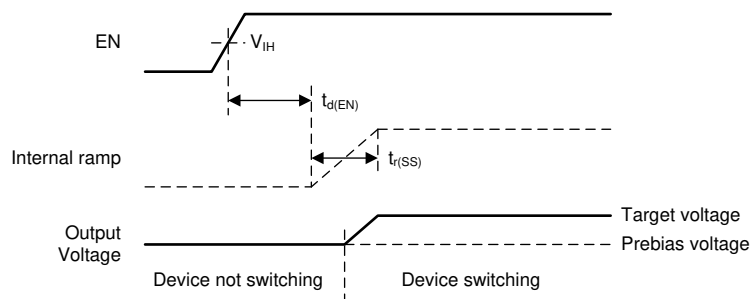 EN
V_IH
t_d(EN)
Internal ramp
t_r(SS)
Output
Voltage
Target voltage
Prebias voltage
Device not switching
Device switching